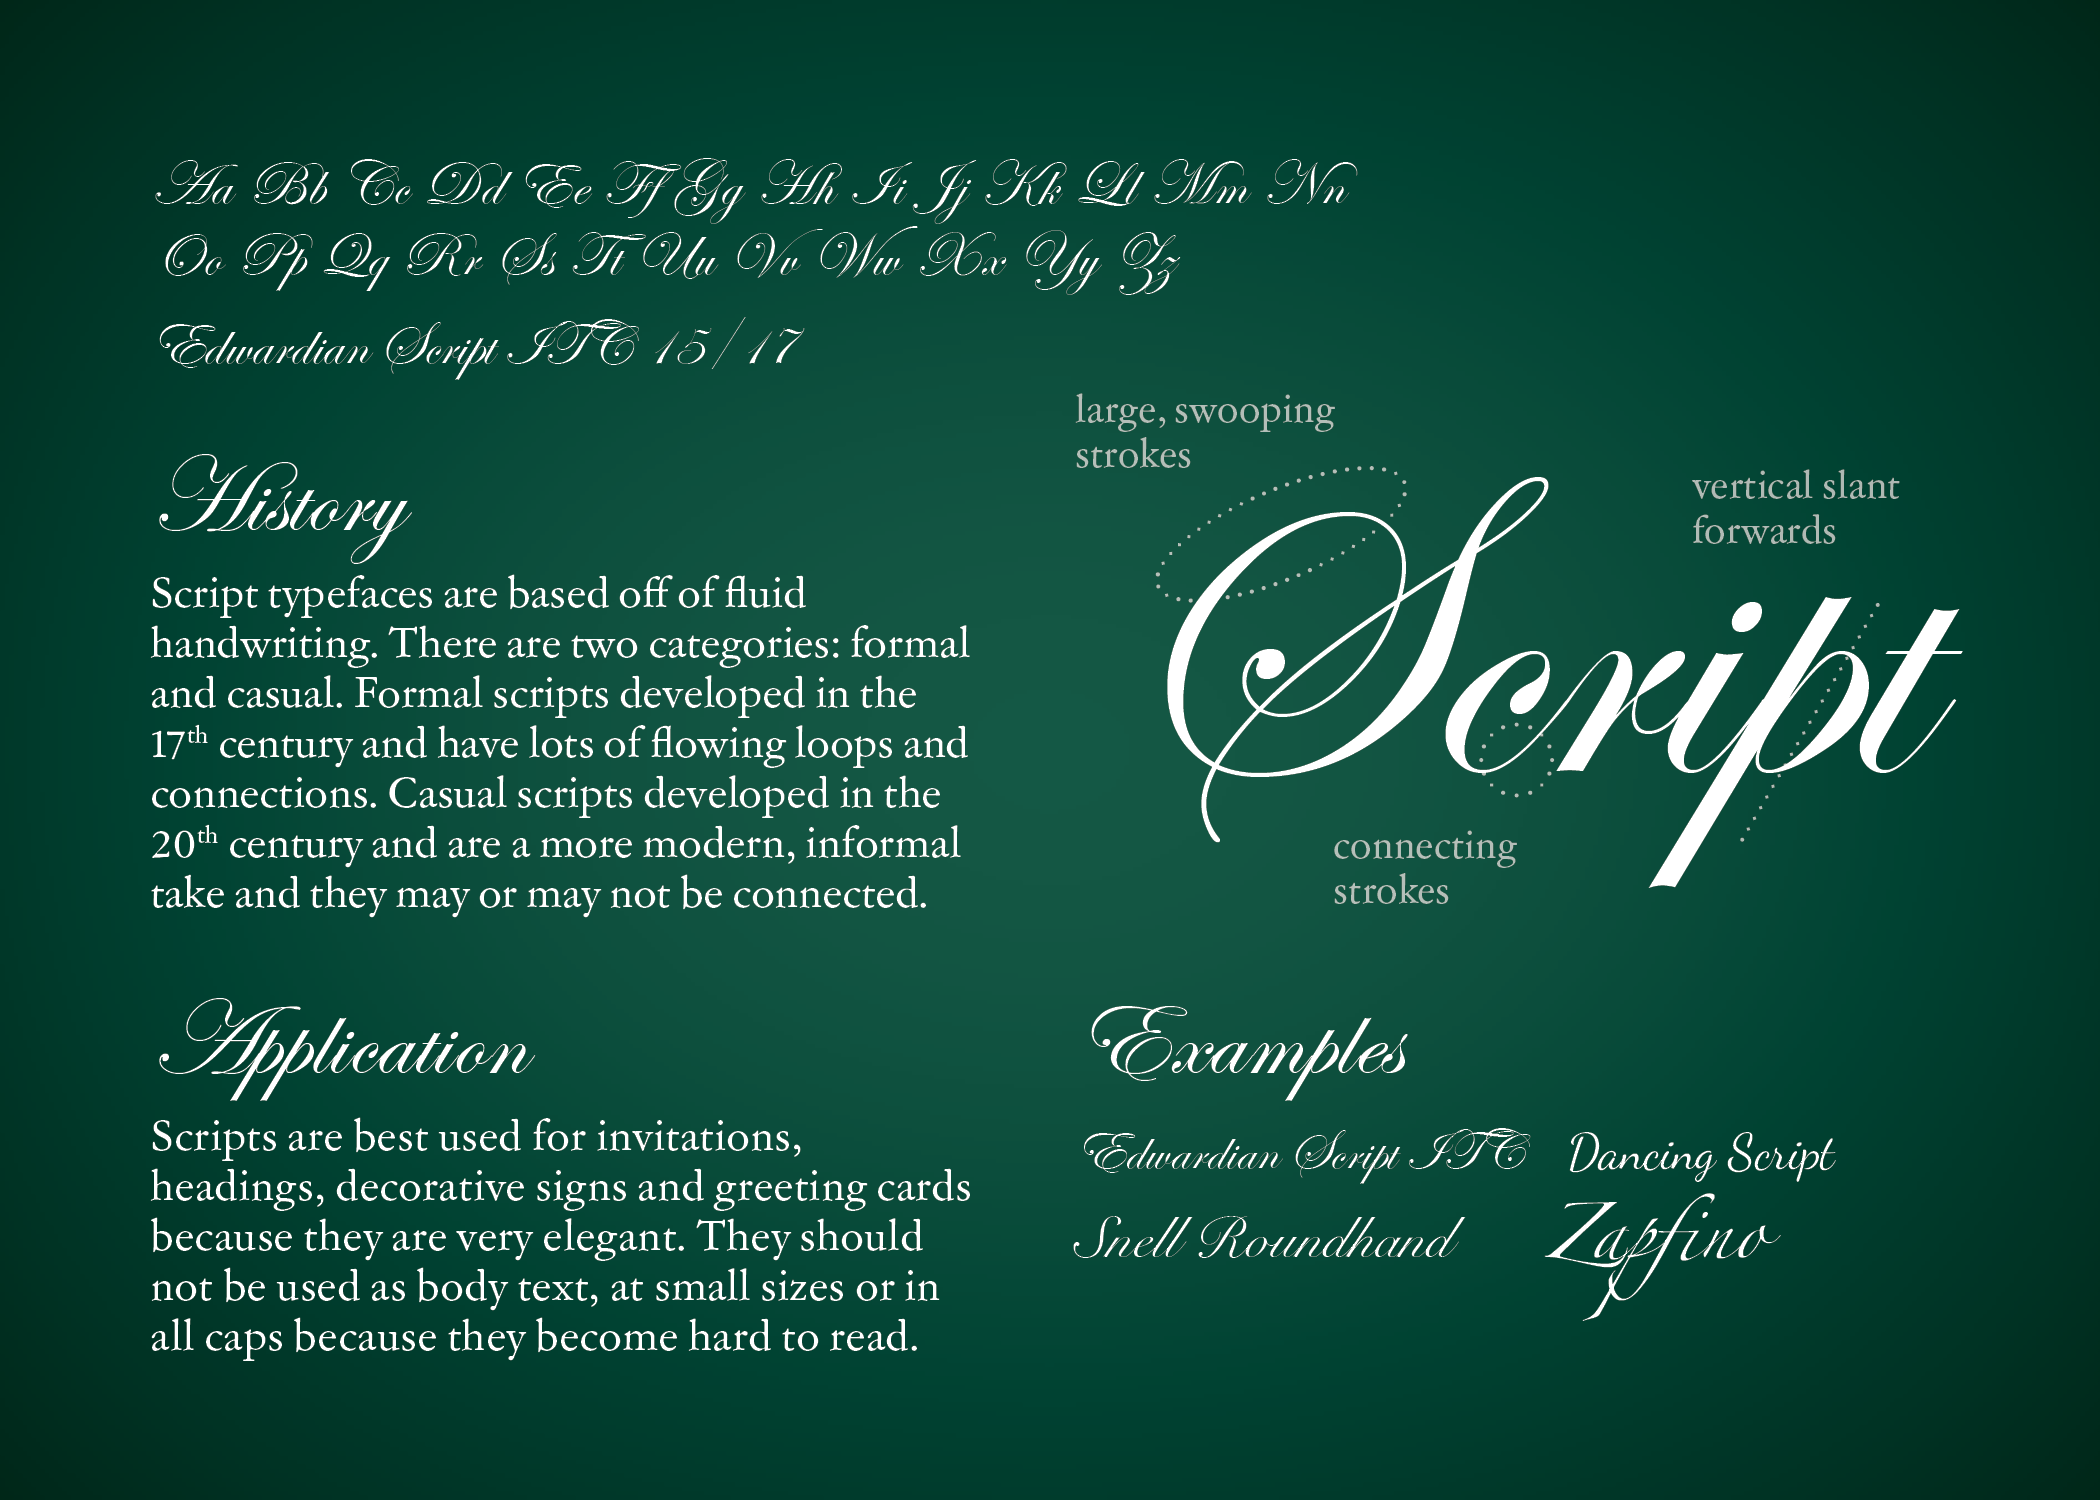 Aa Bb Cc Dd Ee Ff Gg Hh Ii Jj Kk Ll Mm Nn
Oo Pp Qq Rr Ss Tt Uu Vv Ww Xx Yy Zz
Edwardian Script ITC 15/17
History
Script typefaces are based off of fluid
handwriting. There are two categories: formal
and casual. Formal scripts developed in the
17th century and have lots of flowing loops and
connections. Casual scripts developed in the
20th century and are a more modern, informal
take and they may or may not be connected.
large, swooping
strokes
vertical slant
forwards
Script
connecting
strokes
Application
Scripts are best used for invitations,
headings, decorative signs and greeting cards
because they are very elegant. They should
not be used as body text, at small sizes or in
all caps because they become hard to read.
Examples
Edwardian Script ITC Dancing Script
Snell Roundhand Zapfino